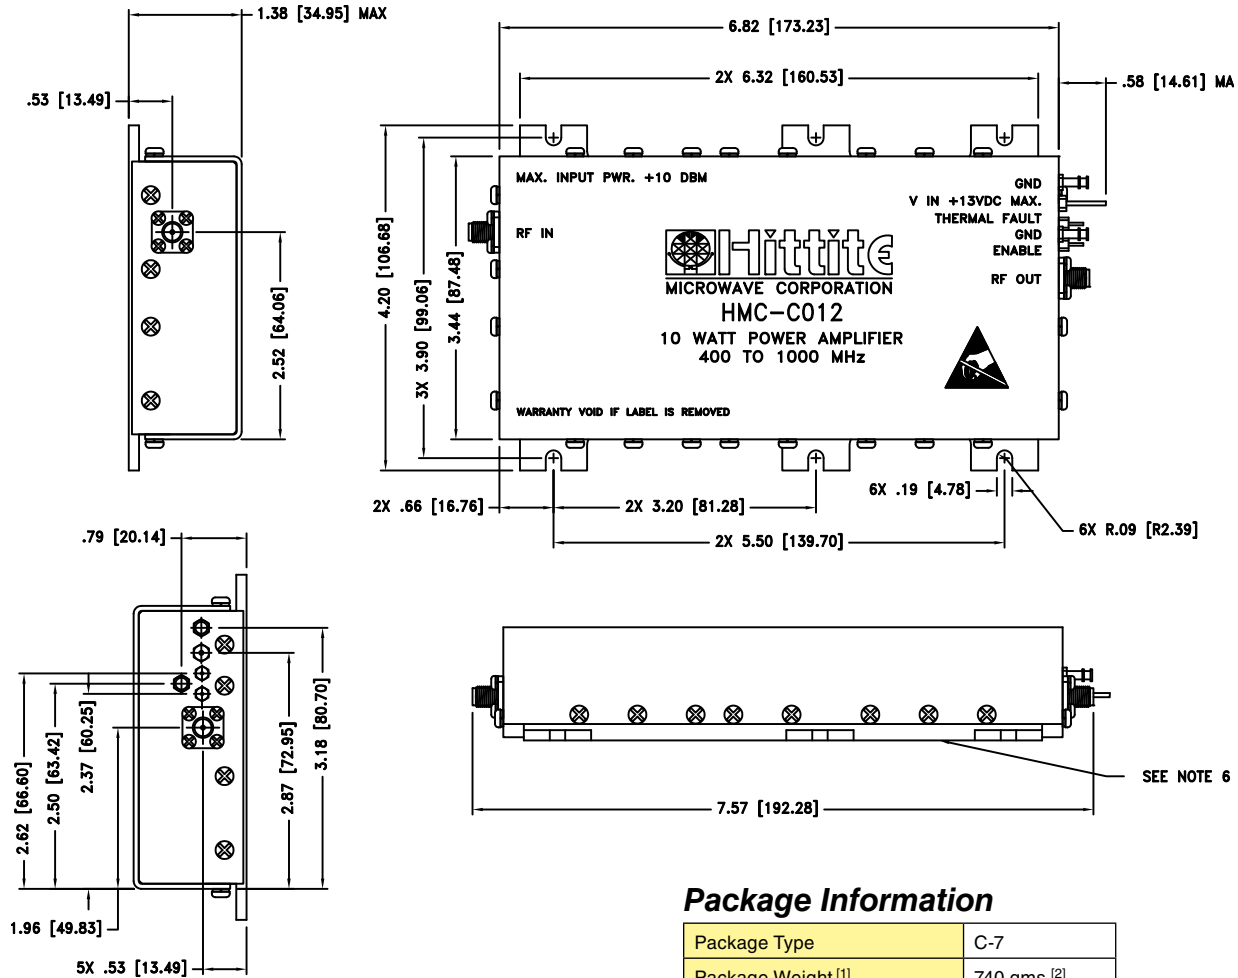 1.38 [34.95] MAX
.53 [13.49]
2.52 [64.06]
6.82 [173.23]
2X 6.32 [160.53]
.58 [14.61] MA
4.20 [106.68]
3X 3.90 [99.06]
3.44 [87.48]
MAX. INPUT PWR. +10 DBM
RF IN
GND
V IN +13VDC MAX.
THERMAL FAULT
GND
ENABLE
RF OUT
Hittite
MICROWAVE CORPORATION
HMC-C012
10 WATT POWER AMPLIFIER
400 TO 1000 MHz
WARRANTY VOID IF LABEL IS REMOVED
2X .66 [16.76]
2X 3.20 [81.28]
6X .19 [4.78]
2X 5.50 [139.70]
6X R.09 [R2.39]
.79 [20.14]
2.62 [66.60]
2.50 [63.42]
2.37 [60.25]
2.87 [72.95]
3.18 [80.70]
1.96 [49.83]
5X .53 [13.49]
SEE NOTE 6
7.57 [192.28]
Package Information
Package Type C-7
Package Weight [1] 740 gms [2]